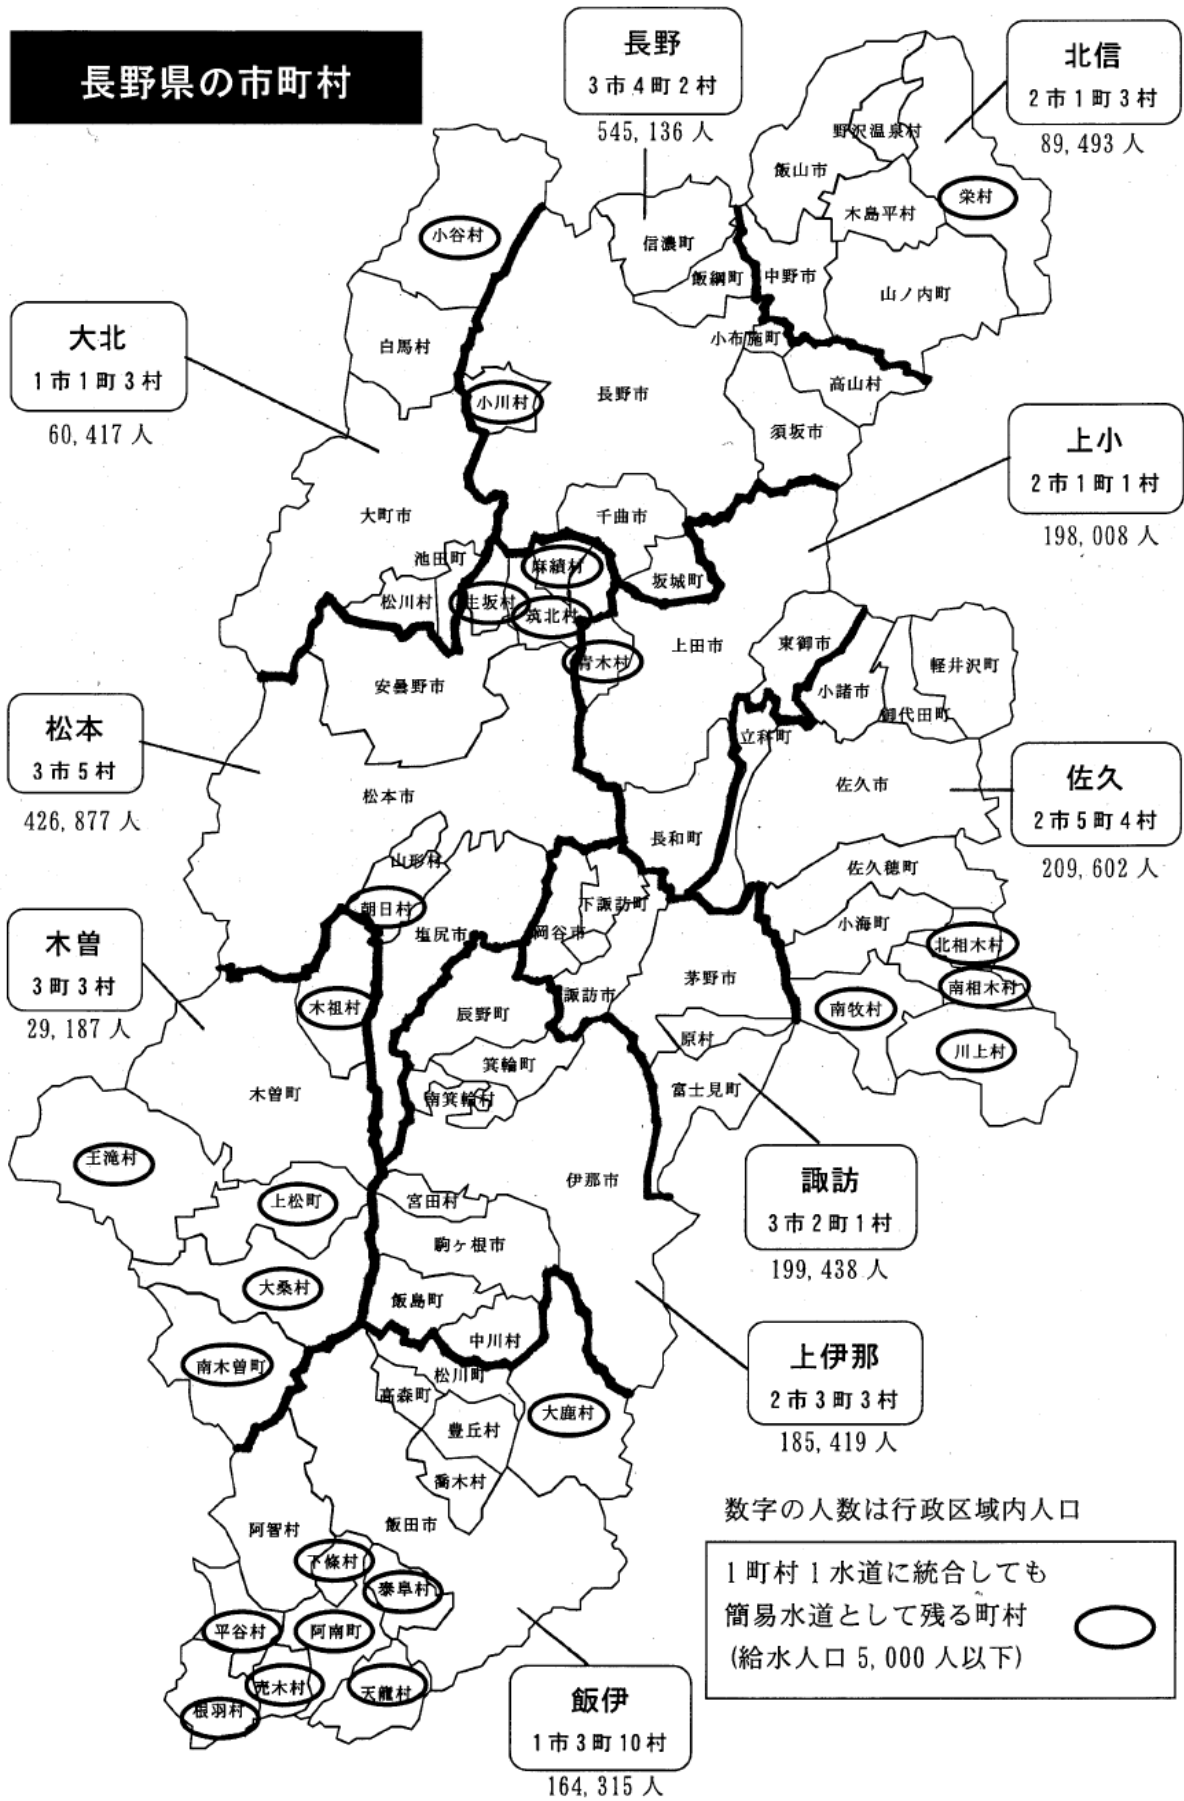 長野県の市町村
長野
3市4町2村
545,136人
北信
2市1町3村
89,493人
野沢温泉村
飯山市
栄村
木島平村
小谷村
信濃町
飯綱町
中野市
山ノ内町
大北
1市1町3村
60,417人
白馬村
小布施町
高山村
小川村
長野市
須坂市
上小
2市1町1村
198,008人
大町市
千曲市
池田町
麻績村
坂城町
松川村
生坂村
筑北村
青木村
上田市
東御市
軽井沢町
安曇野市
小諸市
御代田町
松本
3市5村
426,877人
立科町
佐久市
佐久
2市5町4村
209,602人
松本市
長和町
山形村
佐久穂町
朝日村
下諏訪町
塩尻市
岡谷市
小海町
北相木村
木曽
3町3村
29,187人
木祖村
茅野市
南相木村
諏訪市
南牧村
辰野町
原村
川上村
箕輪町
木曽町
南箕輪村
富士見町
王滝村
伊那市
諏訪
3市2町1村
199,438人
上松町
宮田村
駒ヶ根市
大桑村
飯島町
中川村
上伊那
2市3町3村
185,419人
南木曽町
松川町
高森町
大鹿村
豊丘村
喬木村
数字の人数は行政区域内人口
阿智村
飯田市
下條村
泰阜村
1町村1水道に統合しても
簡易水道として残る町村
(給水人口5,000人以下)
平谷村
阿南町
売木村
天龍村
根羽村
飯伊
1市3町10村
164,315人